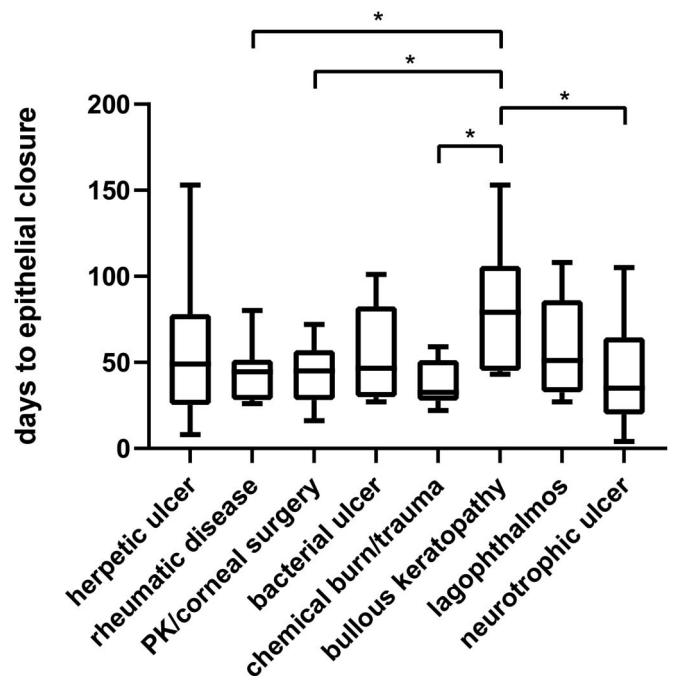 *
*
*
*
200
150
100
50
0
days to epithelial closure
herpetic ulcer
rheumatic disease
PK/corneal surgery
bacterial ulcer
chemical burn/trauma
bullous keratopathy
lagophthalmos
neurotrophic ulcer